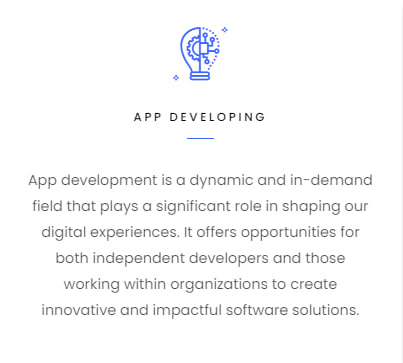 APP DEVELOPING
App development is a dynamic and in-demand
field that plays a significant role in shaping our
digital experiences. It offers opportunities for
both independent developers and those
working within organizations to create
innovative and impactful software solutions.